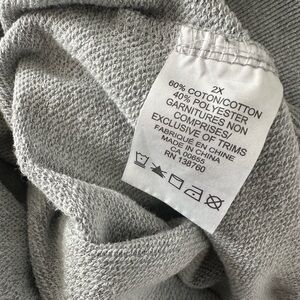 2X
60% COTON/COTTON
40% POLYESTER
GARNITURES NON
COMPRISES/
EXCLUSIVE OF TRIMS
FABRIQUÉ EN CHINE
MADE IN CHINA
CA 00655
RN 138760